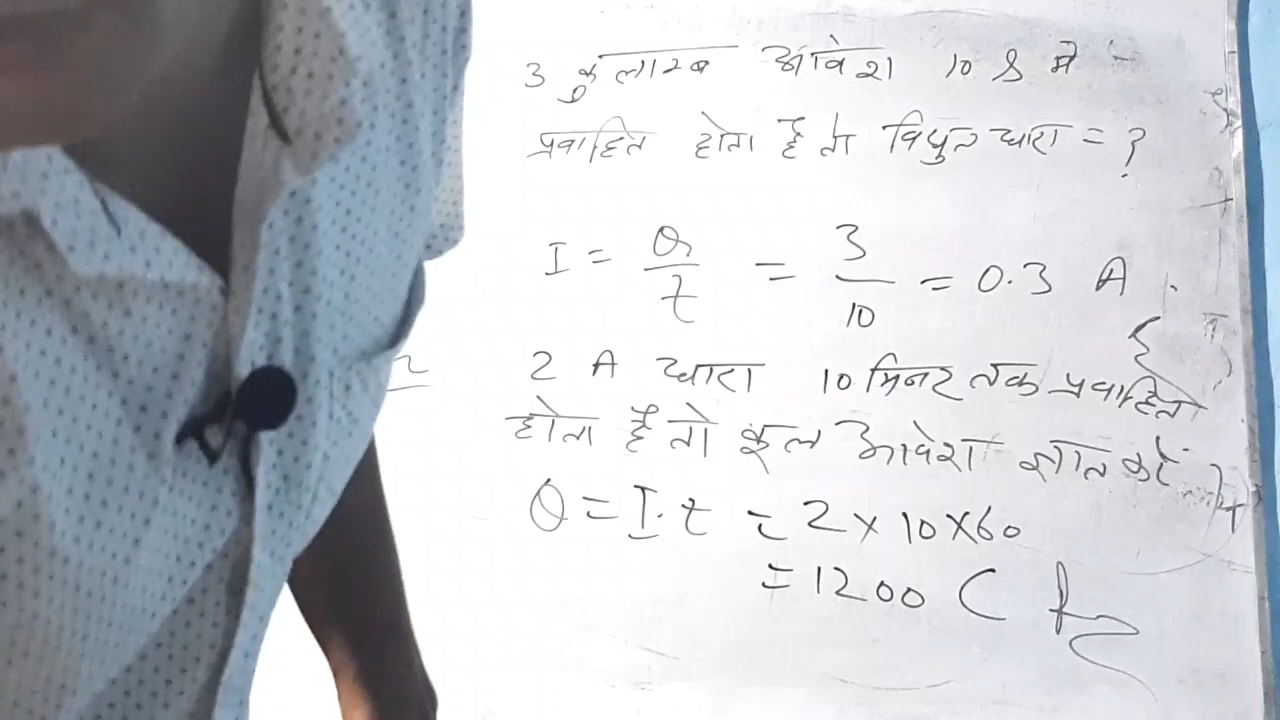 3 कुलाम्ब आवेश 10 S में
प्रवाहित होता है तो विधुत धारा = ?
I = Q/t = 3/10 = 0.3 A
2 A धारा 10 मिनट तक प्रवाहित
होता है तो कुल आवेश ज्ञात करें
Q = I.t = 2 × 10 × 60
= 1200 C